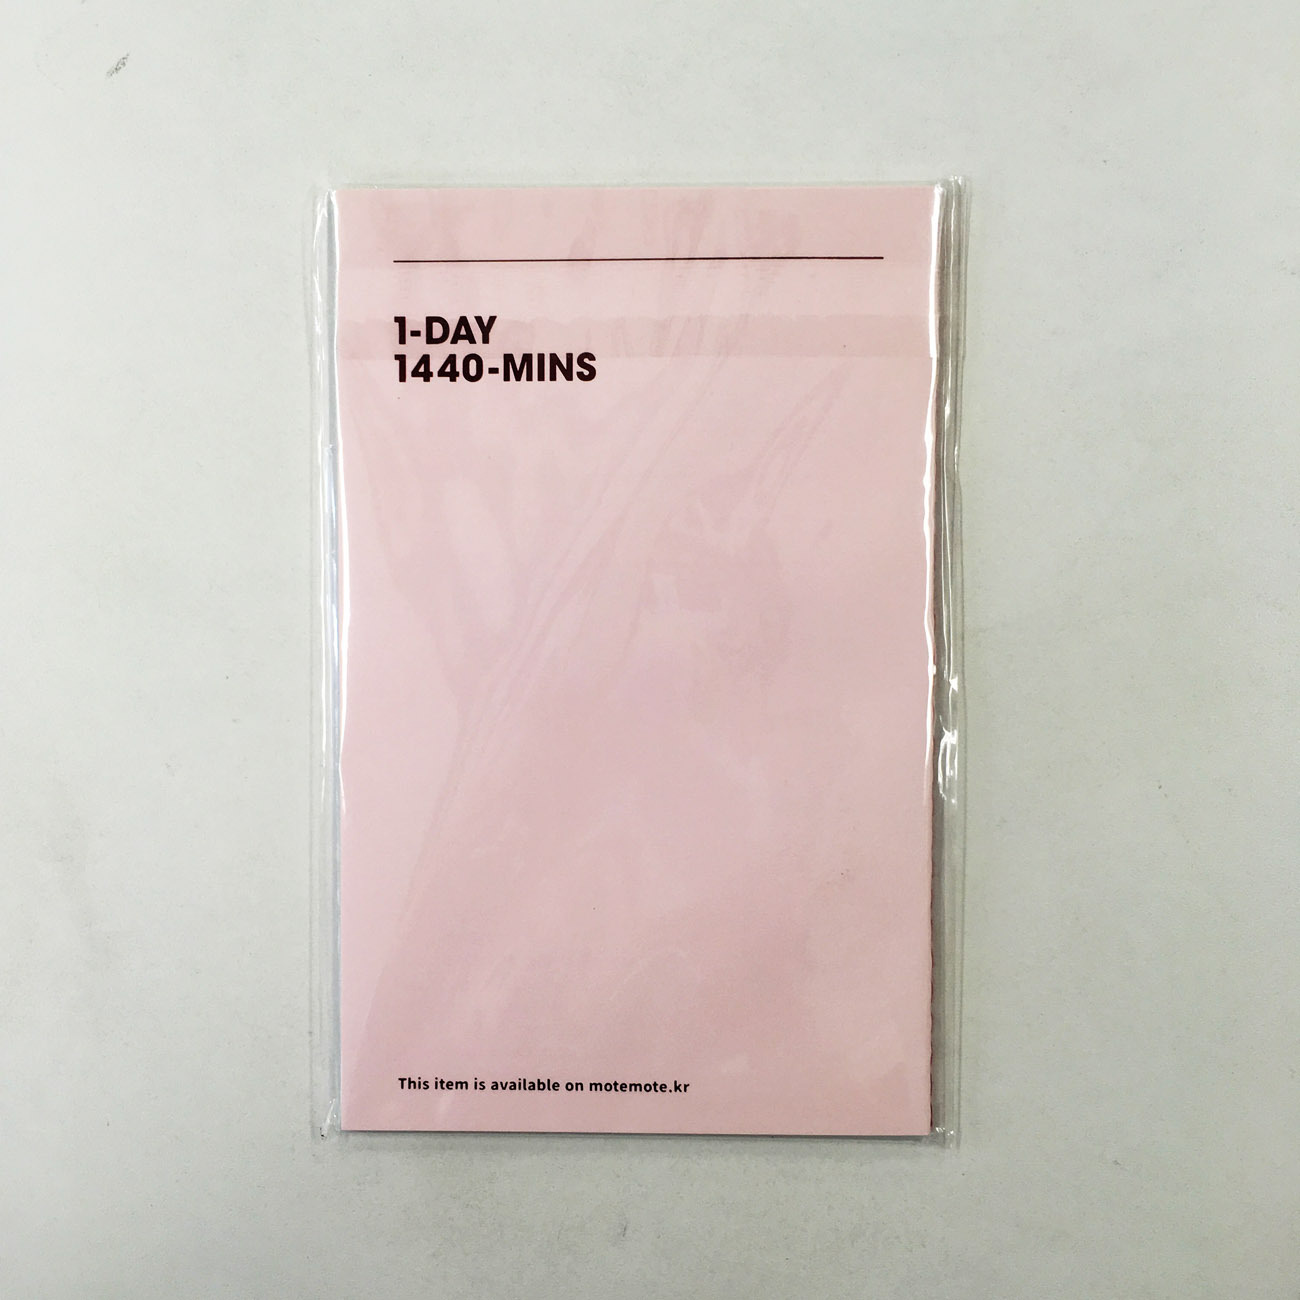 1-DAY
1440-MINS
This item is available on motemote.kr